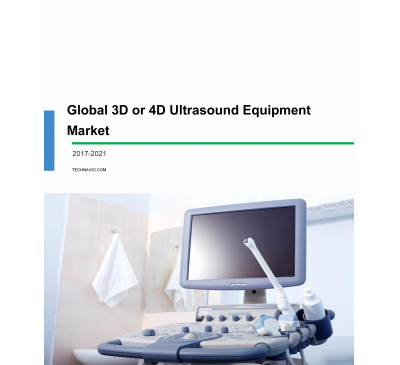 Global 3D or 4D Ultrasound Equipment
Market
2017-2021
TECHNAVIO.COM